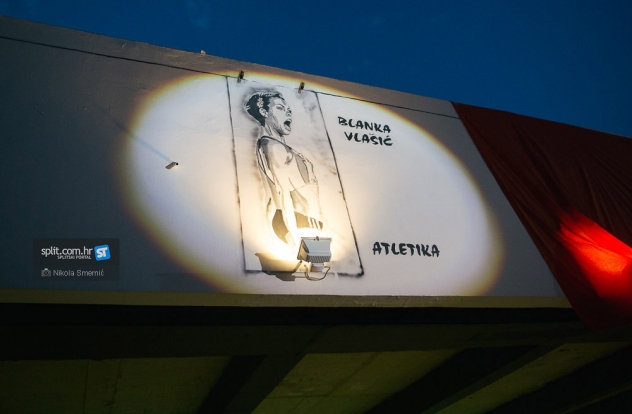 BLANKA
VLASIĆ
ATLETIKA
split.com.hr ST
SPLITSKI PORTAL
Nikola Smernić